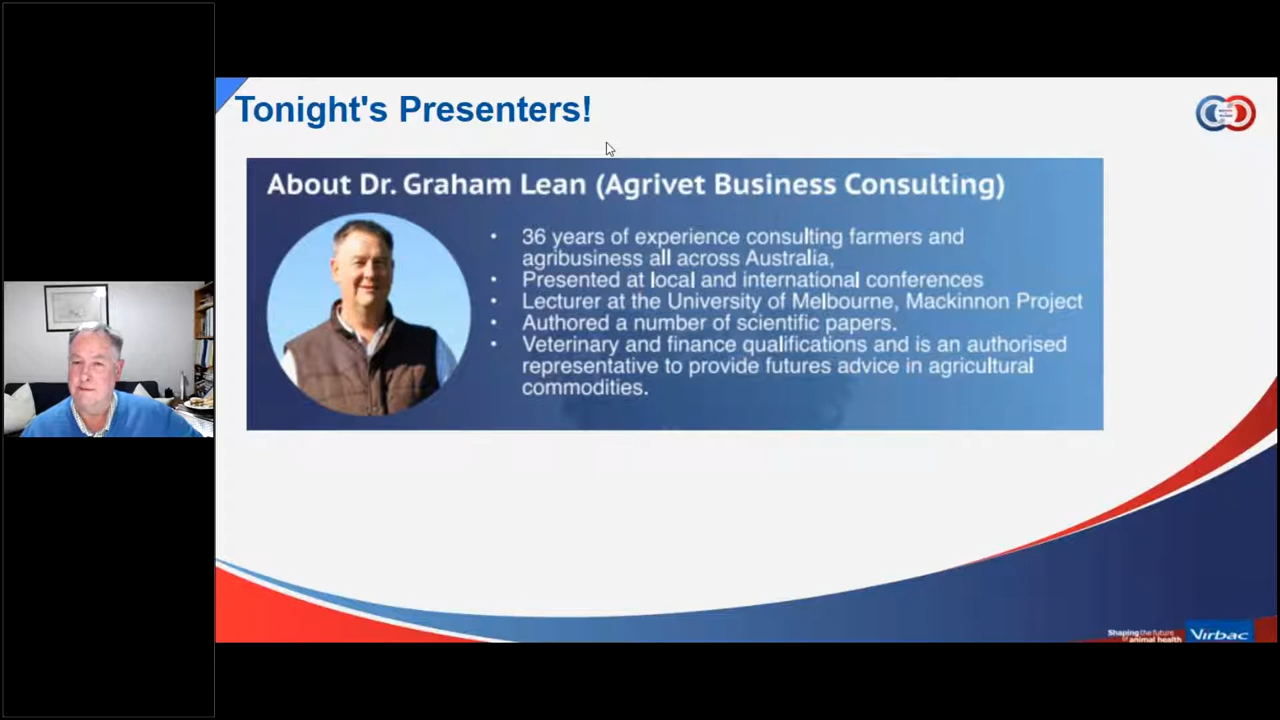 Tonight's Presenters!
About Dr. Graham Lean (Agrivet Business Consulting)
• 36 years of experience consulting farmers and
agribusiness all across Australia,
• Presented at local and international conferences
• Lecturer at the University of Melbourne, Mackinnon Project
• Authored a number of scientific papers.
• Veterinary and finance qualifications and is an authorised
representative to provide futures advice in agricultural
commodities.
Shaping the future
of animal health
Virbac